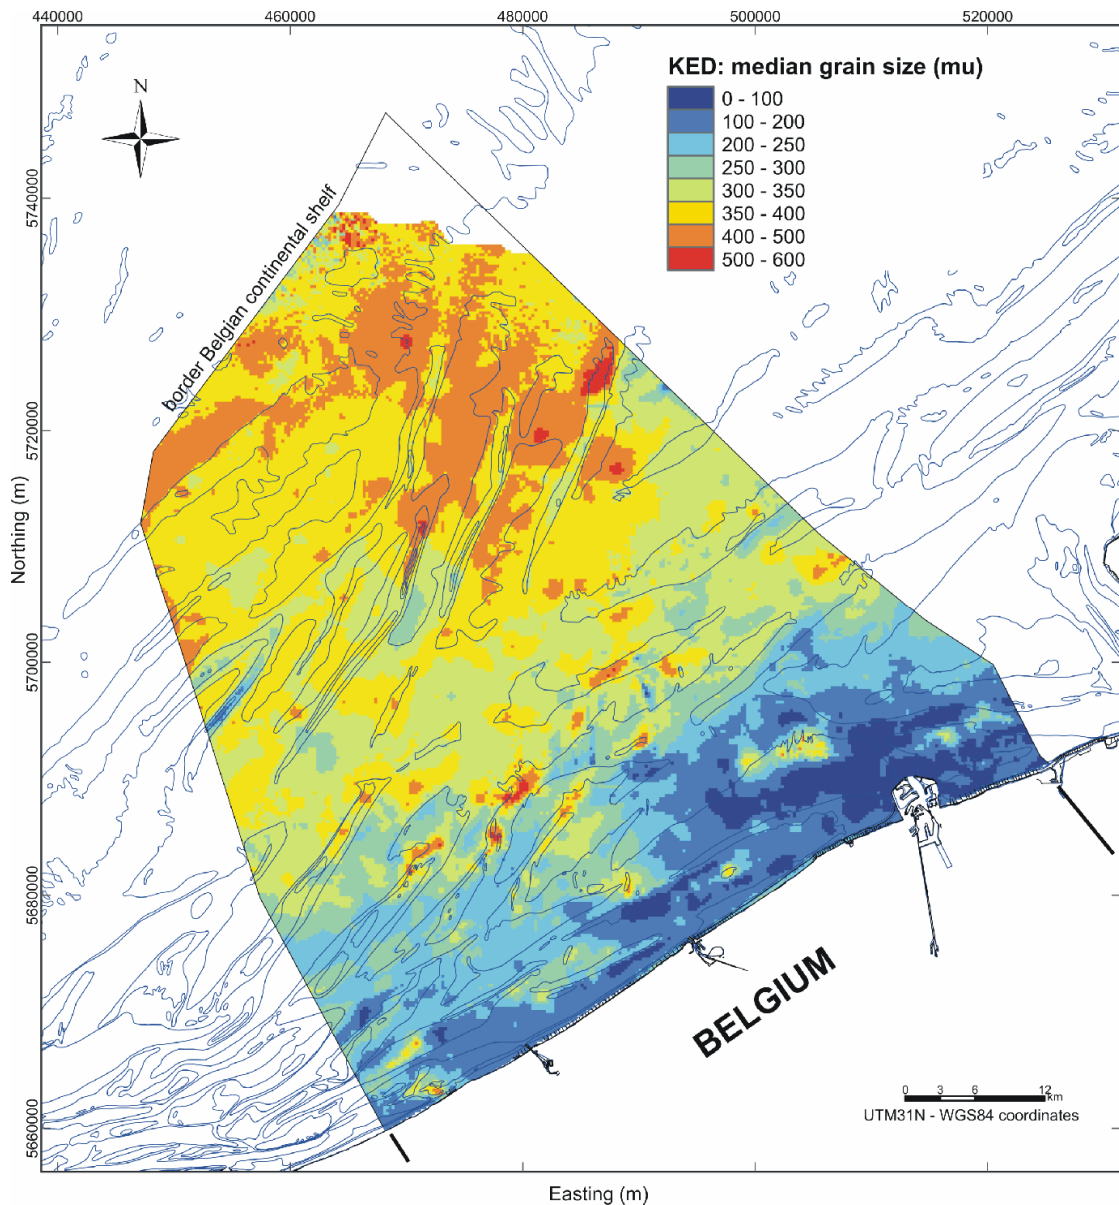 440000
460000
480000
500000
520000
KED: median grain size (mu)
0 - 100
100 - 200
200 - 250
250 - 300
300 - 350
350 - 400
400 - 500
500 - 600
N
border Belgian continental shelf
5740000
5720000
5700000
5680000
5660000
Northing (m)
BELGIUM
0 3 6 12
km
UTM31N - WGS84 coordinates
Easting (m)